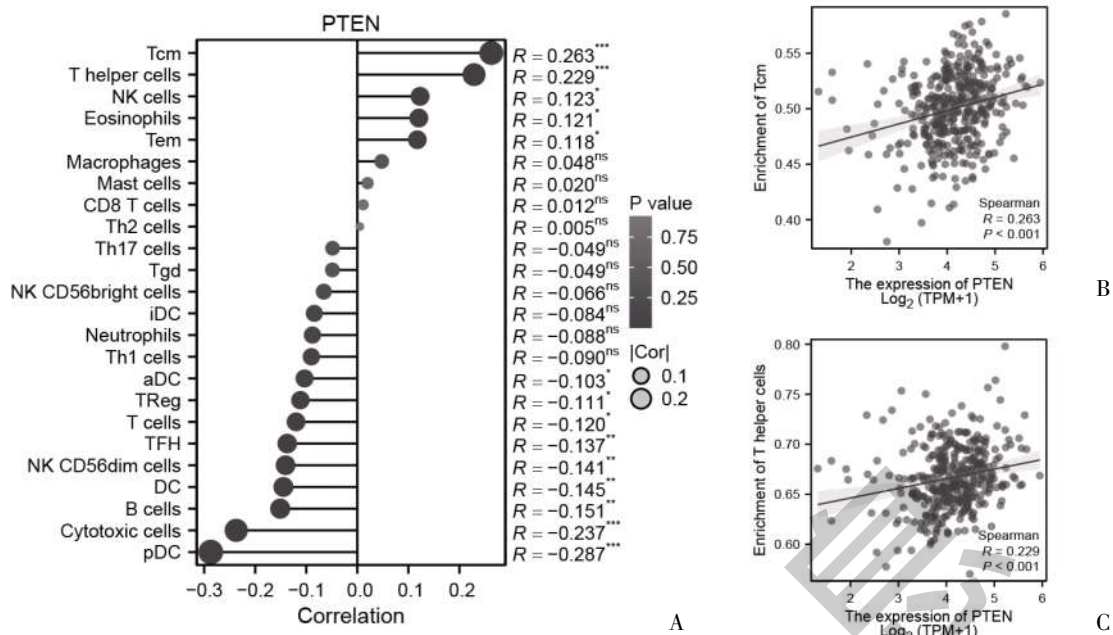 PTEN
Tcm R = 0.263***
T helper cells R = 0.229***
NK cells R = 0.123*
Eosinophils R = 0.121*
Tem R = 0.118*
Macrophages R = 0.048ns
Mast cells R = 0.020ns
CD8 T cells R = 0.012ns
Th2 cells R = 0.005ns
Th17 cells R = −0.049ns
Tgd R = −0.049ns
NK CD56bright cells R = −0.066ns
iDC R = −0.084ns
Neutrophils R = −0.088ns
Th1 cells R = −0.090ns
aDC R = −0.103*
TReg R = −0.111*
T cells R = −0.120*
TFH R = −0.137**
NK CD56dim cells R = −0.141**
DC R = −0.145**
B cells R = −0.151**
Cytotoxic cells R = −0.237***
pDC R = −0.287***
−0.3 −0.2 −0.1 0.0 0.1 0.2
Correlation
P value
0.75
0.50
0.25
|Cor|
0.1
0.2
A
Enrichment of Tcm
0.55
0.50
0.45
0.40
Spearman
R = 0.263
P < 0.001
2 3 4 5 6
The expression of PTEN
Log2 (TPM+1)
B
Enrichment of T helper cells
0.80
0.75
0.70
0.65
0.60
Spearman
R = 0.229
P < 0.001
2 3 4 5 6
The expression of PTEN
Log2 (TPM+1)
C